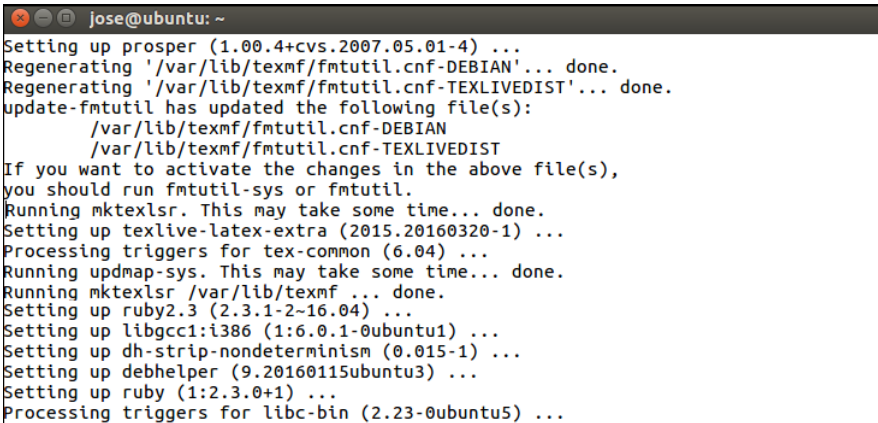 jose@ubuntu: ~
Setting up prosper (1.00.4+cvs.2007.05.01-4) ...
Regenerating '/var/lib/texmf/fmtutil.cnf-DEBIAN'... done.
Regenerating '/var/lib/texmf/fmtutil.cnf-TEXLIVEDIST'... done.
update-fmtutil has updated the following file(s):
        /var/lib/texmf/fmtutil.cnf-DEBIAN
        /var/lib/texmf/fmtutil.cnf-TEXLIVEDIST
If you want to activate the changes in the above file(s),
you should run fmtutil-sys or fmtutil.
Running mktexlsr. This may take some time... done.
Setting up texlive-latex-extra (2015.20160320-1) ...
Processing triggers for tex-common (6.04) ...
Running updmap-sys. This may take some time... done.
Running mktexlsr /var/lib/texmf ... done.
Setting up ruby2.3 (2.3.1-2~16.04) ...
Setting up libgcc1:i386 (1:6.0.1-0ubuntu1) ...
Setting up dh-strip-nondeterminism (0.015-1) ...
Setting up debhelper (9.20160115ubuntu3) ...
Setting up ruby (1:2.3.0+1) ...
Processing triggers for libc-bin (2.23-0ubuntu5) ...